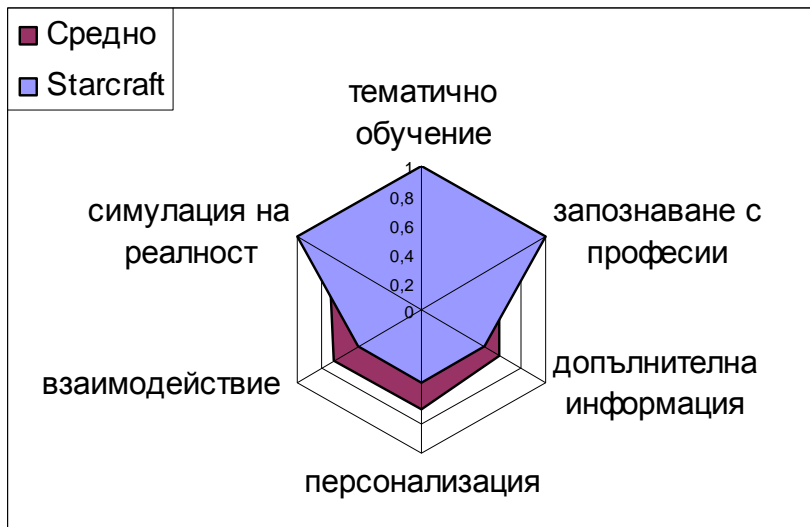 Средно
Starcraft
тематично
обучение
1
0,8
0,6
0,4
0,2
0
симулация на
реалност
запознаване с
професии
взаимодействие
допълнителна
информация
персонализация